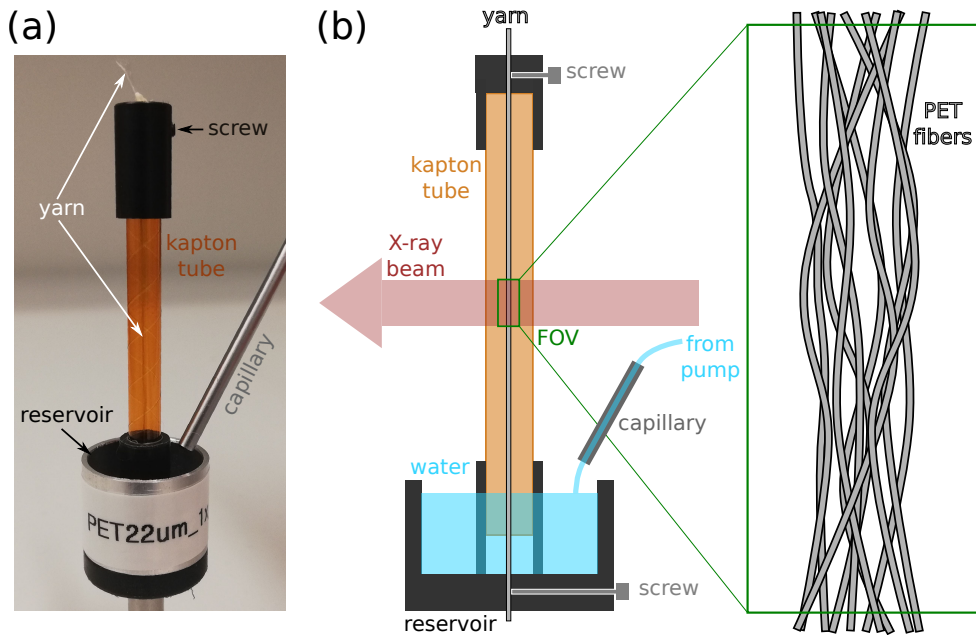 (a)
yarn
screw
kapton
tube
capillary
reservoir
PET22um_1x
(b)
yarn
screw
kapton
tube
X-ray
beam
FOV
from
pump
capillary
water
screw
reservoir
PET
fibers